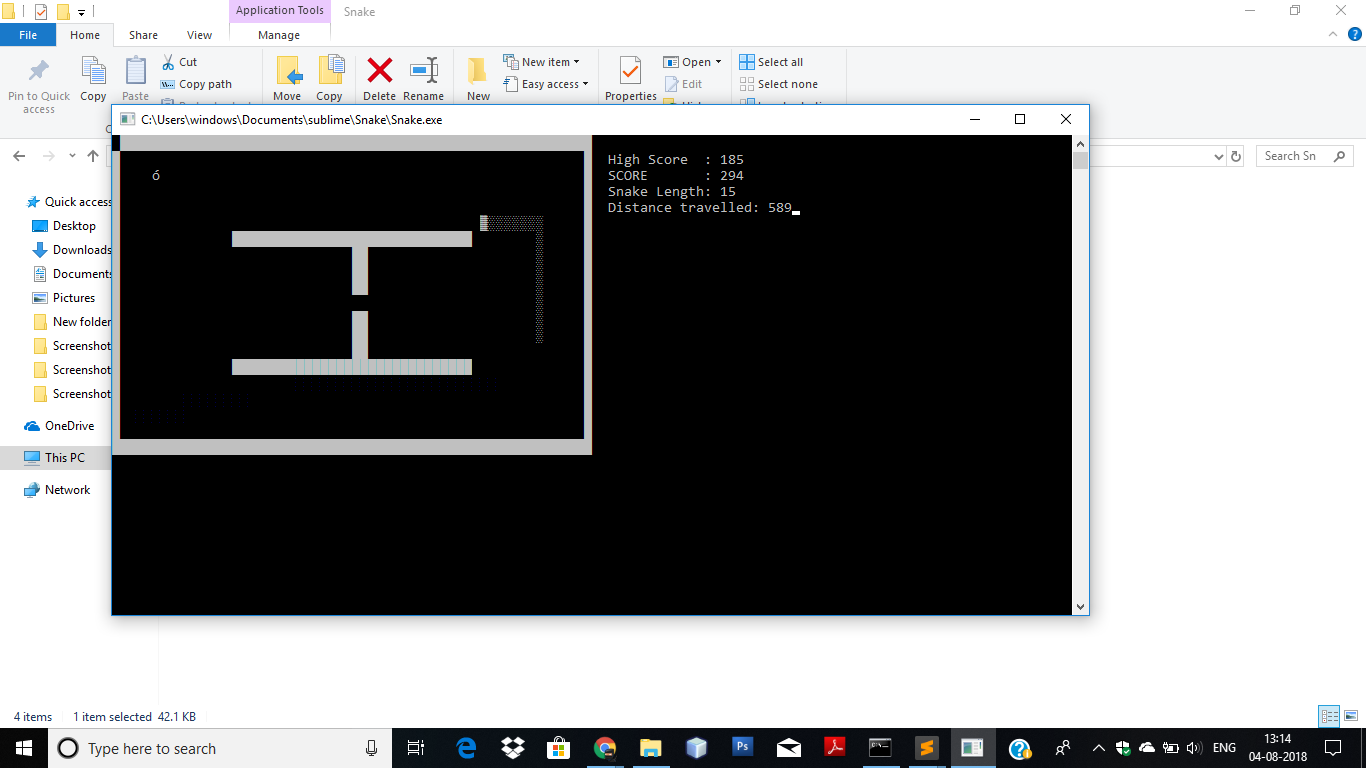 Application Tools
Snake
File
Home
Share
View
Manage
Pin to Quick access
Copy
Paste
Cut
Copy path
Move
Copy
Delete
Rename
New
New item
Easy access
Properties
Open
Edit
Select all
Select none
C:\Users\windows\Documents\sublime\Snake\Snake.exe
Search Sn
ó
High Score : 185
SCORE : 294
Snake Length: 15
Distance travelled: 589
Quick access
Desktop
Downloads
Documents
Pictures
New folder
Screenshot
Screenshot
Screenshot
OneDrive
This PC
Network
4 items
1 item selected 42.1 KB
Type here to search
Ps
ENG
13:14
04-08-2018